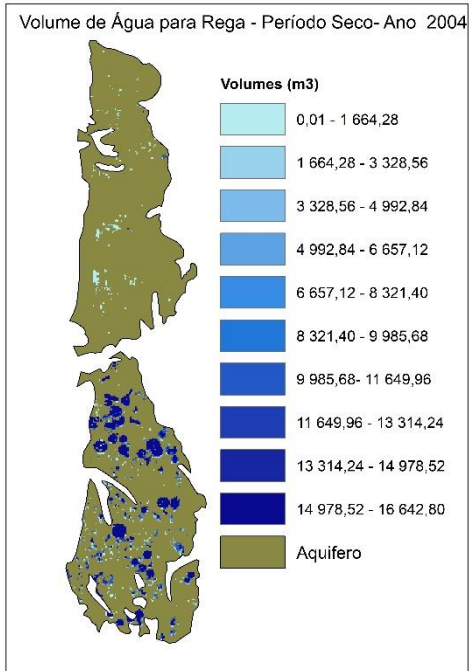 Volume de Água para Rega - Período Seco- Ano 2004
Volumes (m3)
0,01 - 1 664,28
1 664,28 - 3 328,56
3 328,56 - 4 992,84
4 992,84 - 6 657,12
6 657,12 - 8 321,40
8 321,40 - 9 985,68
9 985,68- 11 649,96
11 649,96 - 13 314,24
13 314,24 - 14 978,52
14 978,52 - 16 642,80
Aquifero